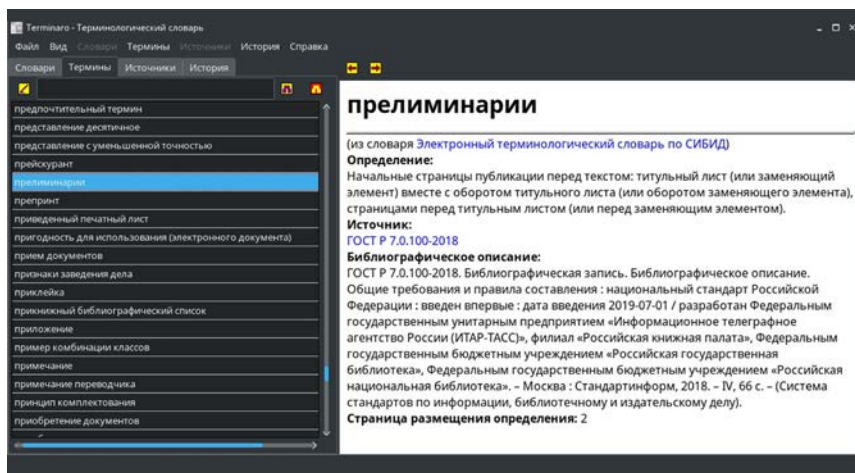 Terminaro - Терминологический словарь
Файл Вид Словари Термины Источники История Справка
Словари Термины Источники История
предпочтительный термин
представление десятичное
представление с уменьшенной точностью
прейскурант
прелиминарии
препринт
приведенный печатный лист
пригодность для использования (электронного документа)
прием документов
признаки заведения дела
приклейка
прикнижный библиографический список
приложение
пример комбинации классов
примечание
примечание переводчика
принцип комплектования
приобретение документов
прелиминарии
(из словаря Электронный терминологический словарь по СИБИД)
Определение:
Начальные страницы публикации перед текстом: титульный лист (или заменяющий
элемент) вместе с оборотом титульного листа (или оборотом заменяющего элемента),
страницами перед титульным листом (или перед заменяющим элементом).
Источник:
ГОСТ Р 7.0.100-2018
Библиографическое описание:
ГОСТ Р 7.0.100-2018. Библиографическая запись. Библиографическое описание.
Общие требования и правила составления : национальный стандарт Российской
Федерации : введен впервые : дата введения 2019-07-01 / разработан Федеральным
государственным унитарным предприятием «Информационное телеграфное
агентство России (ИТАР-ТАСС)», филиал «Российская книжная палата», Федеральным
государственным бюджетным учреждением «Российская государственная
библиотека», Федеральным государственным бюджетным учреждением «Российская
национальная библиотека». – Москва : Стандартинформ, 2018. – IV, 66 с. – (Система
стандартов по информации, библиотечному и издательскому делу).
Страница размещения определения: 2